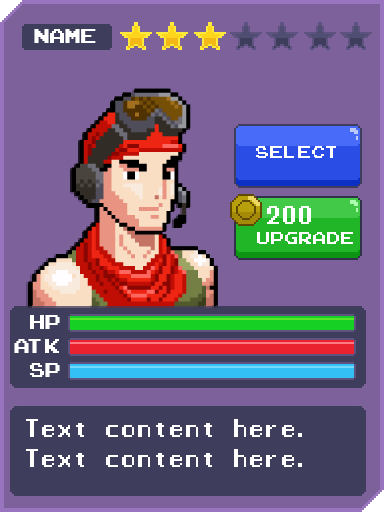 NAME
SELECT
200
UPGRADE
HP
ATK
SP
Text content here.
Text content here.